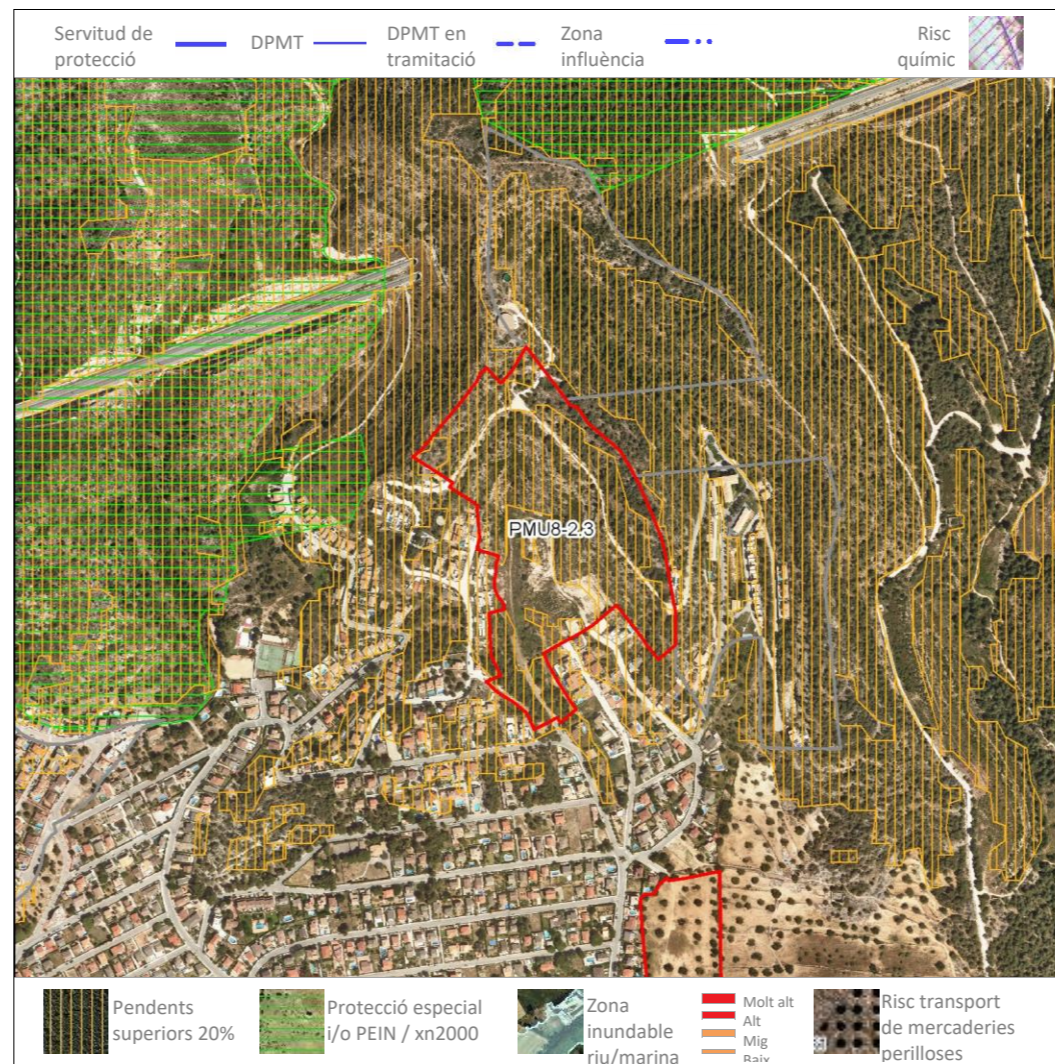 Servitud de
protecció
DPMT
DPMT en
tramitació
Zona
influència
Risc
químic
PMU8-2.3
Pendents
superiors 20%
Protecció especial
i/o PEIN / xn2000
Zona
inundable
riu/marina
Molt alt
Alt
Mig
Baix
Risc transport
de mercaderies
perilloses